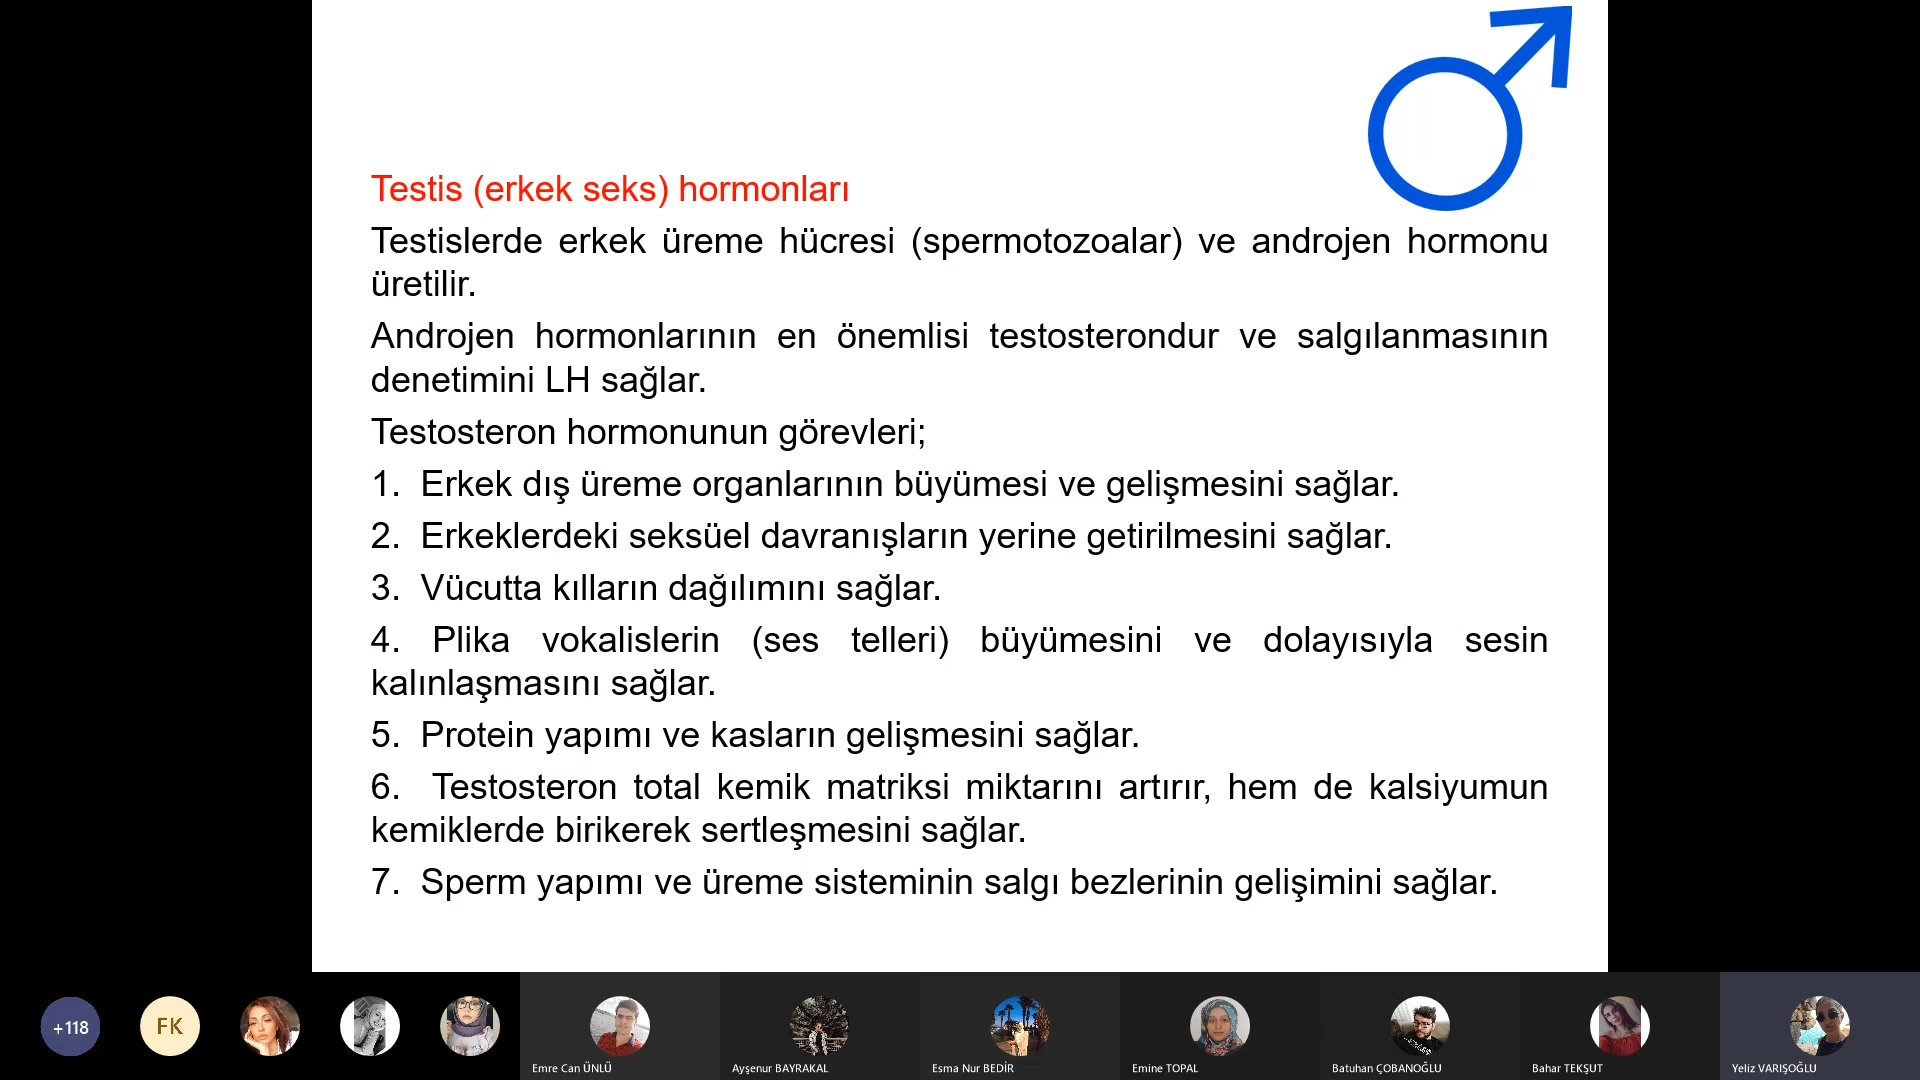 Testis (erkek seks) hormonları
Testislerde erkek üreme hücresi (spermotozoalar) ve androjen hormonu
üretilir.
Androjen hormonlarının en önemlisi testosterondur ve salgılanmasının
denetimini LH sağlar.
Testosteron hormonunun görevleri;
1. Erkek dış üreme organlarının büyümesi ve gelişmesini sağlar.
2. Erkeklerdeki seksüel davranışların yerine getirilmesini sağlar.
3. Vücutta kılların dağılımını sağlar.
4. Plika vokalislerin (ses telleri) büyümesini ve dolayısıyla sesin
kalınlaşmasını sağlar.
5. Protein yapımı ve kasların gelişmesini sağlar.
6. Testosteron total kemik matriksi miktarını artırır, hem de kalsiyumun
kemiklerde birikerek sertleşmesini sağlar.
7. Sperm yapımı ve üreme sisteminin salgı bezlerinin gelişimini sağlar.
+118
FK
Emre Can ÜNLÜ
Ayşenur BAYRAKAL
Esma Nur BEDİR
Emine TOPAL
Batuhan ÇOBANOĞLU
Bahar TEKŞUT
Yeliz VARIŞOĞLU